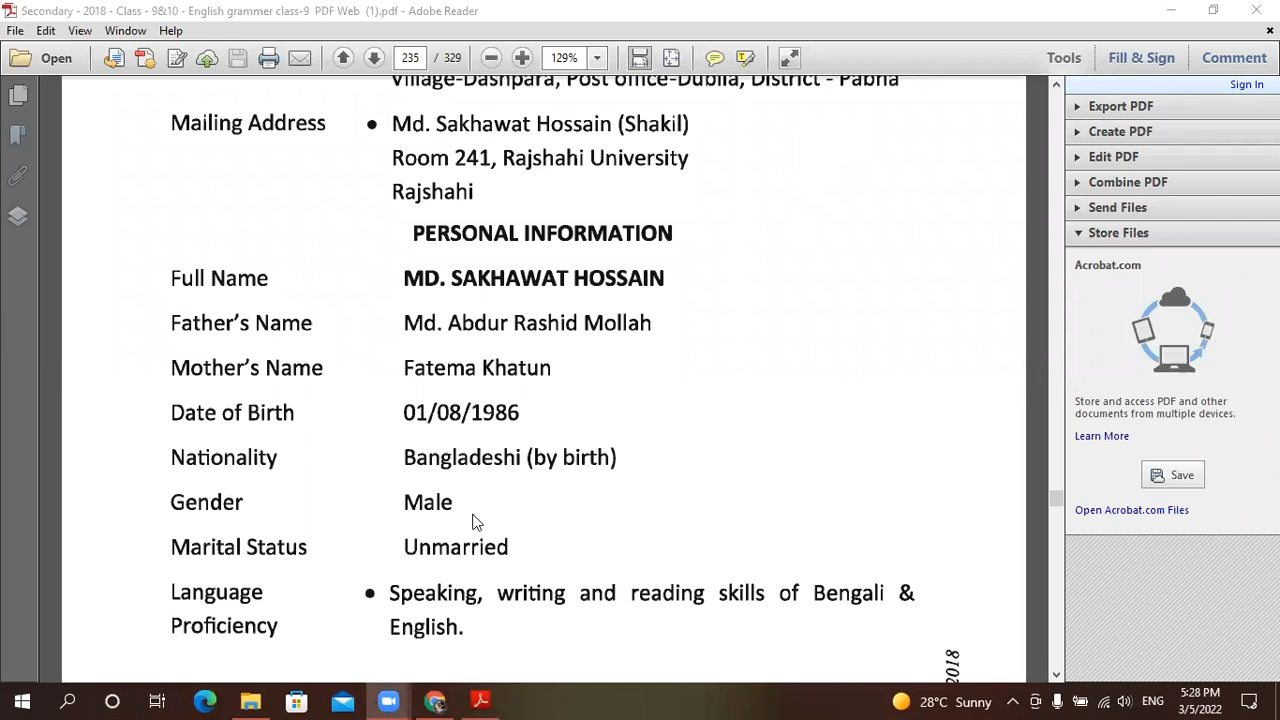 Secondary - 2018 - Class - 9&10 - English grammer class-9 PDF Web (1).pdf - Adobe Reader
File Edit View Window Help
Open 235 / 329 129% Tools Fill & Sign Comment
Sign In
Village-Dashpara, Post office-Dublia, District - Pabna
Mailing Address • Md. Sakhawat Hossain (Shakil)
Room 241, Rajshahi University
Rajshahi
PERSONAL INFORMATION
Full Name MD. SAKHAWAT HOSSAIN
Father's Name Md. Abdur Rashid Mollah
Mother's Name Fatema Khatun
Date of Birth 01/08/1986
Nationality Bangladeshi (by birth)
Gender Male
Marital Status Unmarried
Language • Speaking, writing and reading skills of Bengali &
Proficiency English.
2018
Export PDF
Create PDF
Edit PDF
Combine PDF
Send Files
Store Files
Acrobat.com
Store and access PDF and other
documents from multiple devices.
Learn More
Save
Open Acrobat.com Files
28°C Sunny ENG 5:28 PM
3/5/2022